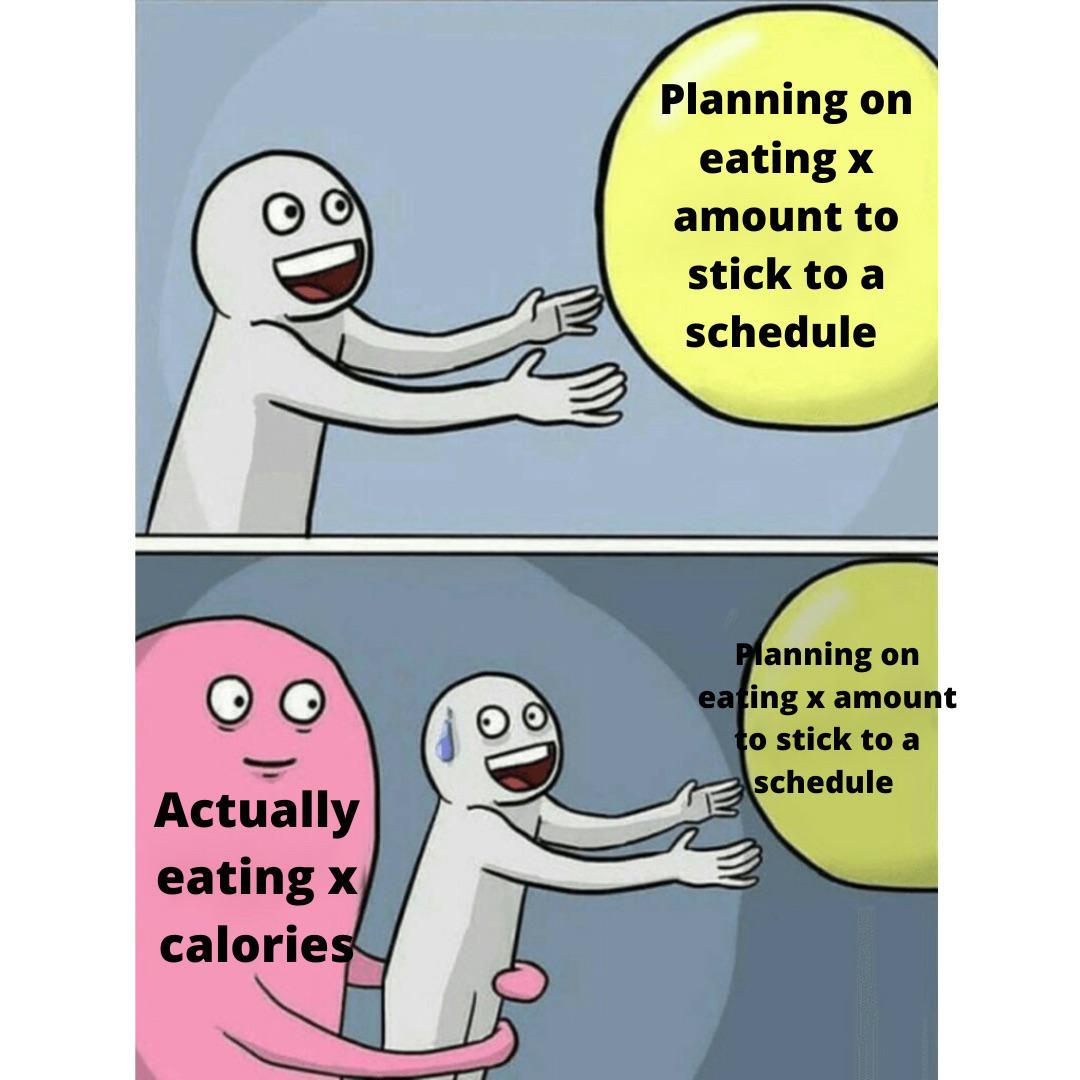 Planning on
eating x
amount to
stick to a
schedule
Planning on
eating x amount
to stick to a
schedule
Actually
eating x
calories